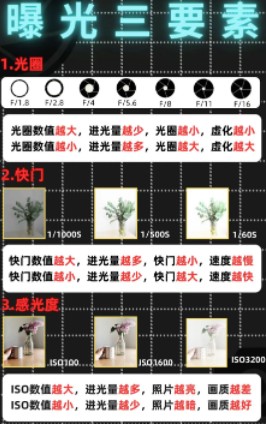 曝光三要素
1.光圈
F/1.8 F/2.8 F/4 F/5.6 F/8 F/11 F/16
光圈数值越大，进光量越少，光圈越小，虚化越小
光圈数值越小，进光量越多，光圈越大，虚化越大
2.快门
1/1000S 1/500S 1/60S
快门数值越大，进光量越多，快门越小，速度越慢
快门数值越小，进光量越少，快门越大，速度越快
3.感光度
ISO100 ISO1600 ISO3200
ISO数值越大，进光量越多，照片越亮，画质越差
ISO数值越小，进光量越少，照片越暗，画质越好